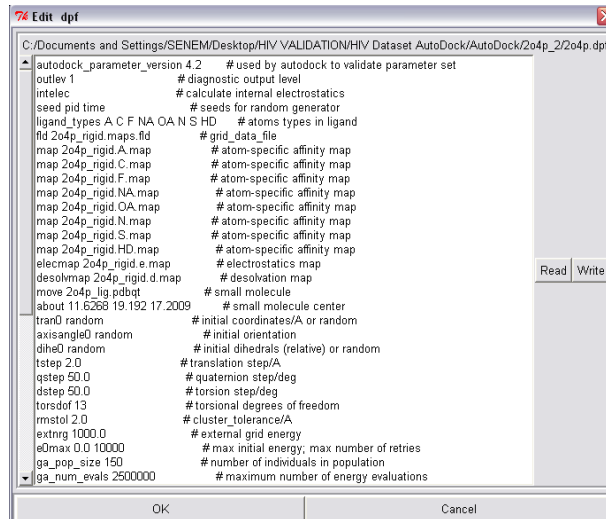 Edit dpf
C:/Documents and Settings/SENEM/Desktop/HIV VALIDATION/HIV Dataset AutoDock/AutoDock/2o4p_2/2o4p.dpf
autodock_parameter_version 4.2 # used by autodock to validate parameter set
outlev 1 # diagnostic output level
intelec # calculate internal electrostatics
seed pid time # seeds for random generator
ligand_types A C F NA OA N S HD # atoms types in ligand
fld 2o4p_rigid.maps.fld # grid_data_file
map 2o4p_rigid.A.map # atom-specific affinity map
map 2o4p_rigid.C.map # atom-specific affinity map
map 2o4p_rigid.F.map # atom-specific affinity map
map 2o4p_rigid.NA.map # atom-specific affinity map
map 2o4p_rigid.OA.map # atom-specific affinity map
map 2o4p_rigid.N.map # atom-specific affinity map
map 2o4p_rigid.S.map # atom-specific affinity map
map 2o4p_rigid.HD.map # atom-specific affinity map
elecmap 2o4p_rigid.e.map # electrostatics map
desolvmap 2o4p_rigid.d.map # desolvation map
move 2o4p_lig.pdbqt # small molecule
about 11.6268 19.192 17.2009 # small molecule center
tran0 random # initial coordinates/A or random
axisangle0 random # initial orientation
dihe0 random # initial dihedrals (relative) or random
tstep 2.0 # translation step/A
qstep 50.0 # quaternion step/deg
dstep 50.0 # torsion step/deg
torsdof 13 # torsional degrees of freedom
rmstol 2.0 # cluster_tolerance/A
extnrg 1000.0 # external grid energy
e0max 0.0 10000 # max initial energy; max number of retries
ga_pop_size 150 # number of individuals in population
ga_num_evals 2500000 # maximum number of energy evaluations
Read Write
OK Cancel